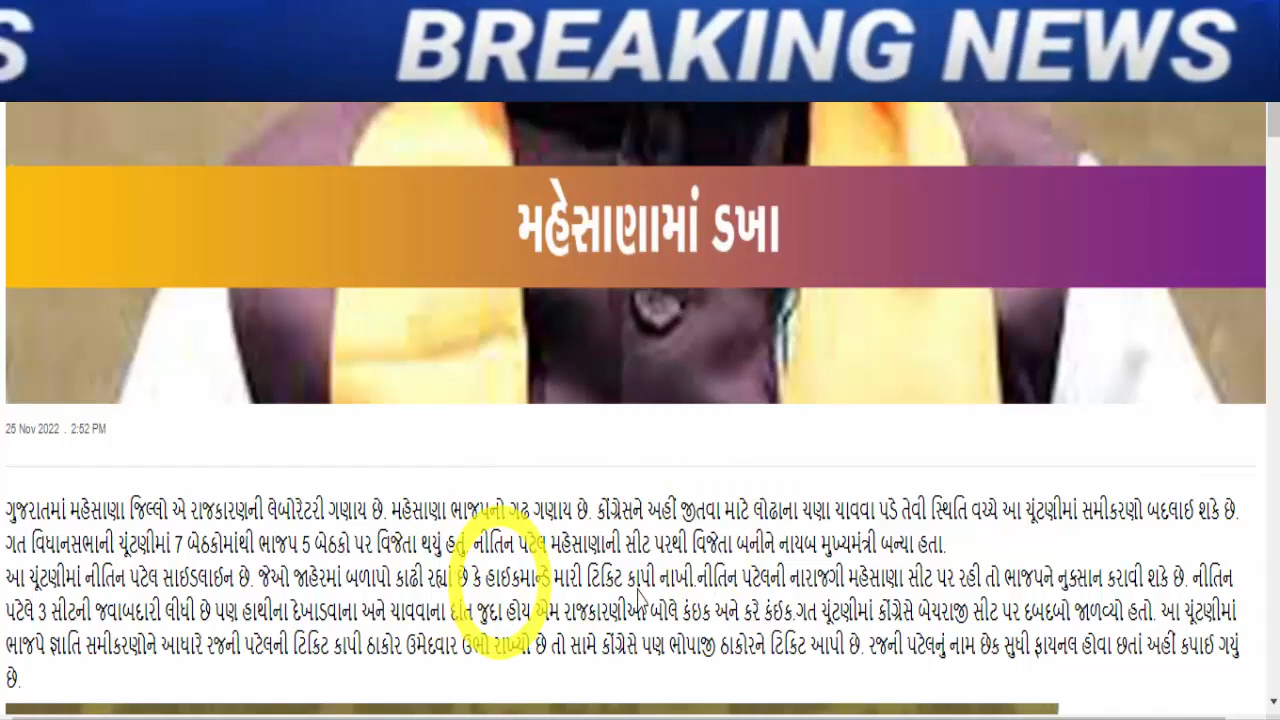 S BREAKING NEWS
મહેસાણામાં ડખા
25 Nov 2022 . 2:52 PM
ગુજરાતમાં મહેસાણા જિલ્લો એ રાજકારણની લેબોરેટરી ગણાય છે. મહેસાણા ભાજપનો ગઢ ગણાય છે. કોંગ્રેસને અહીં જીતવા માટે લોઢાના ચણા ચાવવા પડે તેવી સ્થિતિ વચ્ચે આ ચૂંટણીમાં સમીકરણો બદલાઈ શકે છે.
ગત વિધાનસભાની ચૂંટણીમાં 7 બેઠકોમાંથી ભાજપ 5 બેઠકો પર વિજેતા થયું હતું. નીતિન પટેલ મહેસાણાની સીટ પરથી વિજેતા બનીને નાયબ મુખ્યમંત્રી બન્યા હતા.
આ ચૂંટણીમાં નીતિન પટેલ સાઈડલાઈન છે. જેઓ જાહેરમાં બળાપો કાઢી રહ્યાં છે કે હાઈકમાન્ડે મારી ટિકિટ કાપી નાખી.નીતિન પટેલની નારાજગી મહેસાણા સીટ પર રહી તો ભાજપને નુકસાન કરાવી શકે છે. નીતિન
પટેલે 3 સીટની જવાબદારી લીધી છે પણ હાથીના દેખાડવાના અને ચાવવાના દાંત જુદા હોય એમ રાજકારણીઓ બોલે કંઇક અને કરે કંઈક.ગત ચૂંટણીમાં કોંગ્રેસે બેચરાજી સીટ પર દબદબો જાળવ્યો હતો. આ ચૂંટણીમાં
ભાજપે જ્ઞાતિ સમીકરણોને આધારે રજની પટેલની ટિકિટ કાપી ઠાકોર ઉમેદવાર ઉભો રાખ્યો છે તો સામે કોંગ્રેસે પણ ભોપાજી ઠાકોરને ટિકિટ આપી છે. રજની પટેલનું નામ છેક સુધી ફાયનલ હોવા છતાં અહીં કપાઈ ગયું
છે.